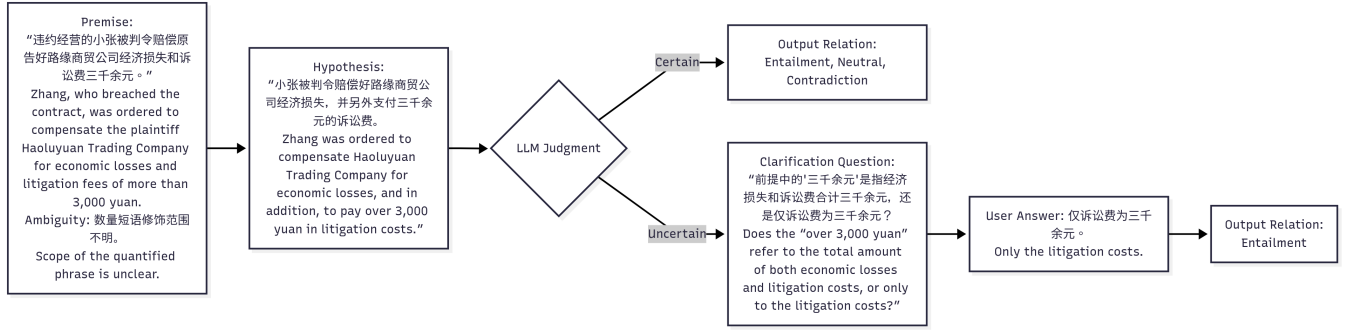 Premise:
“违约经营的小张被判令赔偿原
告好路缘商贸公司经济损失和诉
讼费三千余元。”
Zhang, who breached the
contract, was ordered to
compensate the plaintiff
Haoluyuan Trading Company
for economic losses and
litigation fees of more than
3,000 yuan.
Ambiguity: 数量短语修饰范围
不明。
Scope of the quantified
phrase is unclear.
Hypothesis:
“小张被判令赔偿好路缘商贸公
司经济损失，并另外支付三千余
元的诉讼费。
Zhang was ordered to
compensate Haoluyuan
Trading Company for
economic losses, and in
addition, to pay over 3,000
yuan in litigation costs.”
LLM Judgment
Certain
Output Relation:
Entailment, Neutral,
Contradiction
Uncertain
Clarification Question:
“前提中的'三千余元'是指经济
损失和诉讼费合计三千余元，还
是仅诉讼费为三千余元？
Does the “over 3,000 yuan”
refer to the total amount
of both economic losses
and litigation costs, or only
to the litigation costs?”
User Answer: 仅诉讼费为三千
余元。
Only the litigation costs.
Output Relation:
Entailment